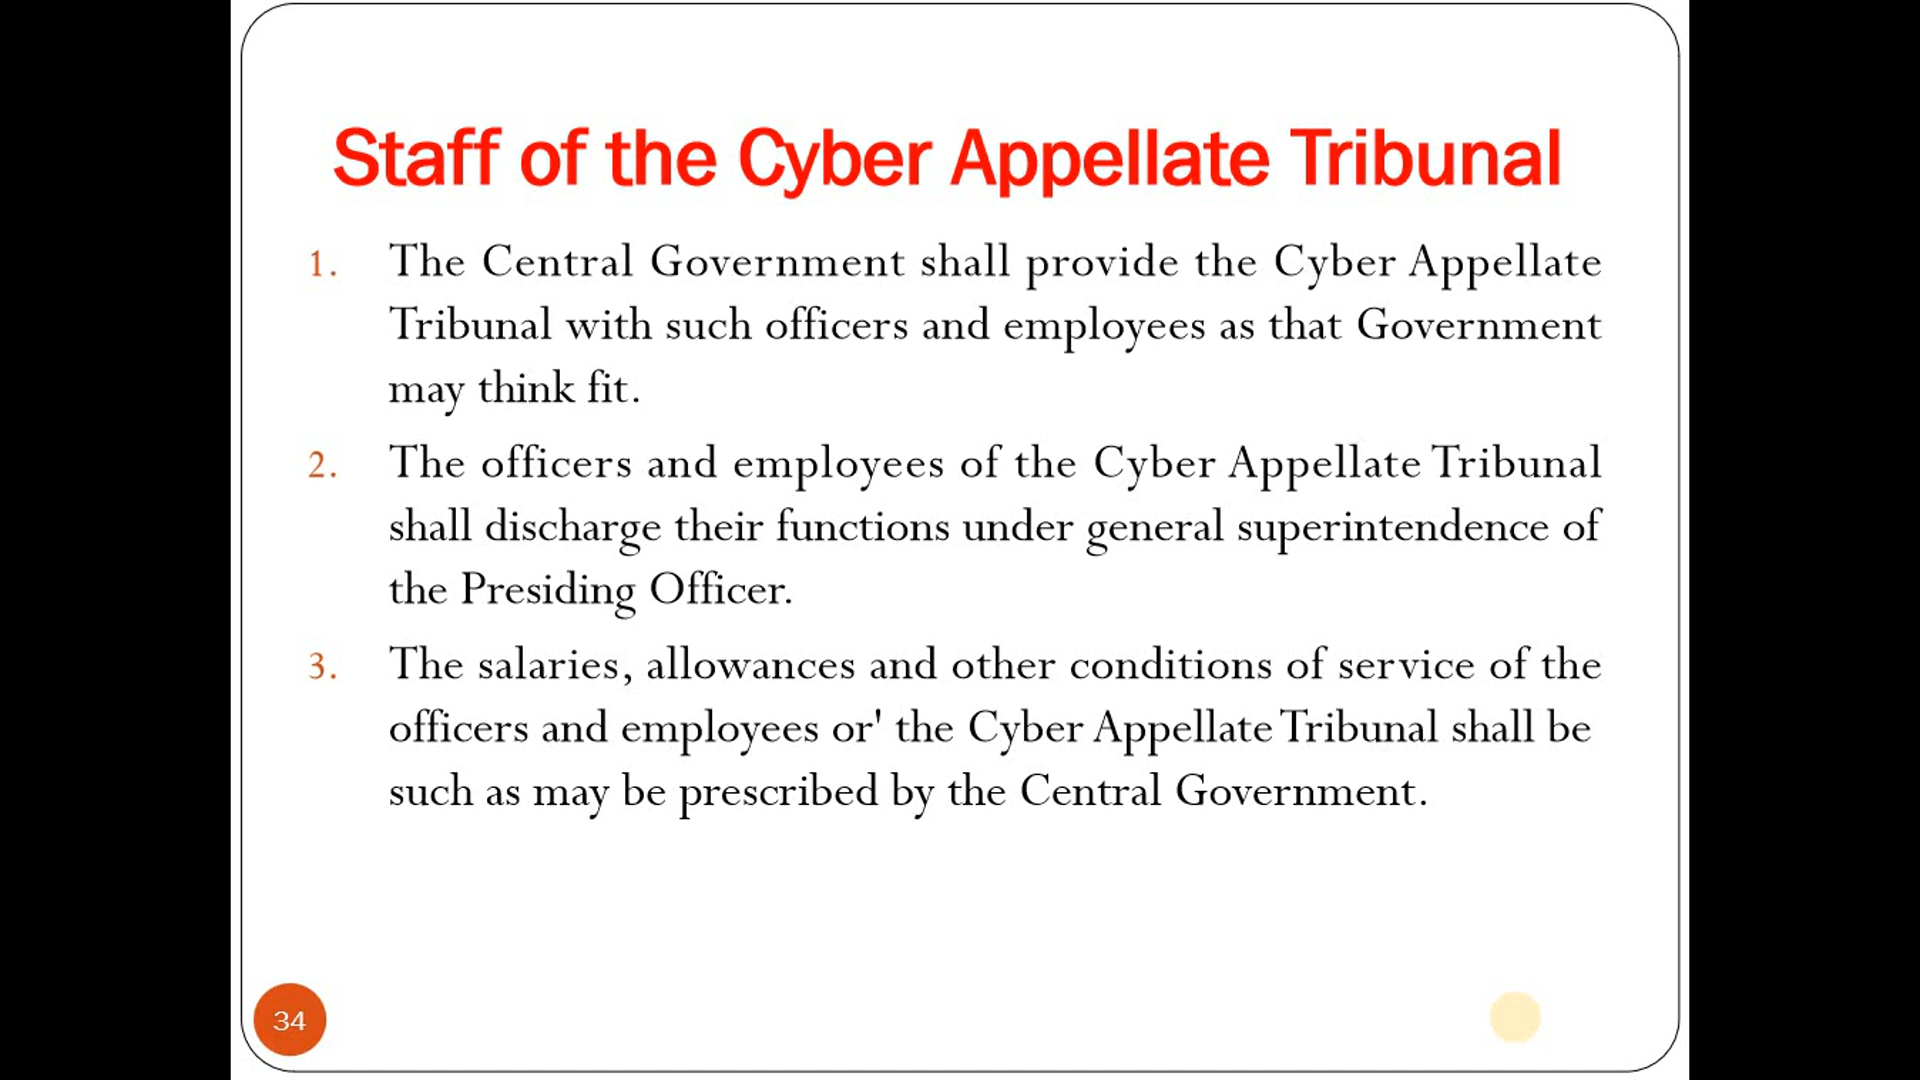 Staff of the Cyber Appellate Tribunal
1. The Central Government shall provide the Cyber Appellate
Tribunal with such officers and employees as that Government
may think fit.
2. The officers and employees of the Cyber Appellate Tribunal
shall discharge their functions under general superintendence of
the Presiding Officer.
3. The salaries, allowances and other conditions of service of the
officers and employees or' the Cyber Appellate Tribunal shall be
such as may be prescribed by the Central Government.
34